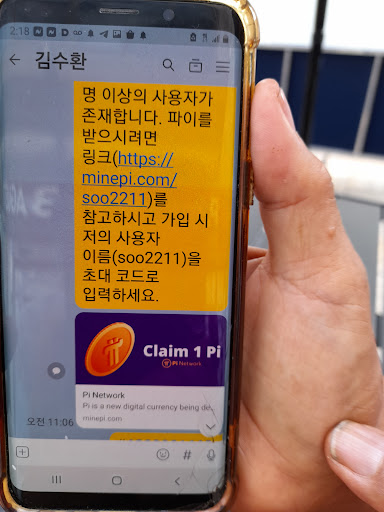 2:18
김수환
명 이상의 사용자가
존재합니다. 파이를
받으시려면
링크(https://
minepi.com/
soo2211)를
참고하시고 가입 시
저의 사용자
이름(soo2211)을
초대 코드로
입력하세요.
Claim 1 Pi
Pi Network
Pi Network
Pi is a new digital currency being de
minepi.com
오전 11:06
#